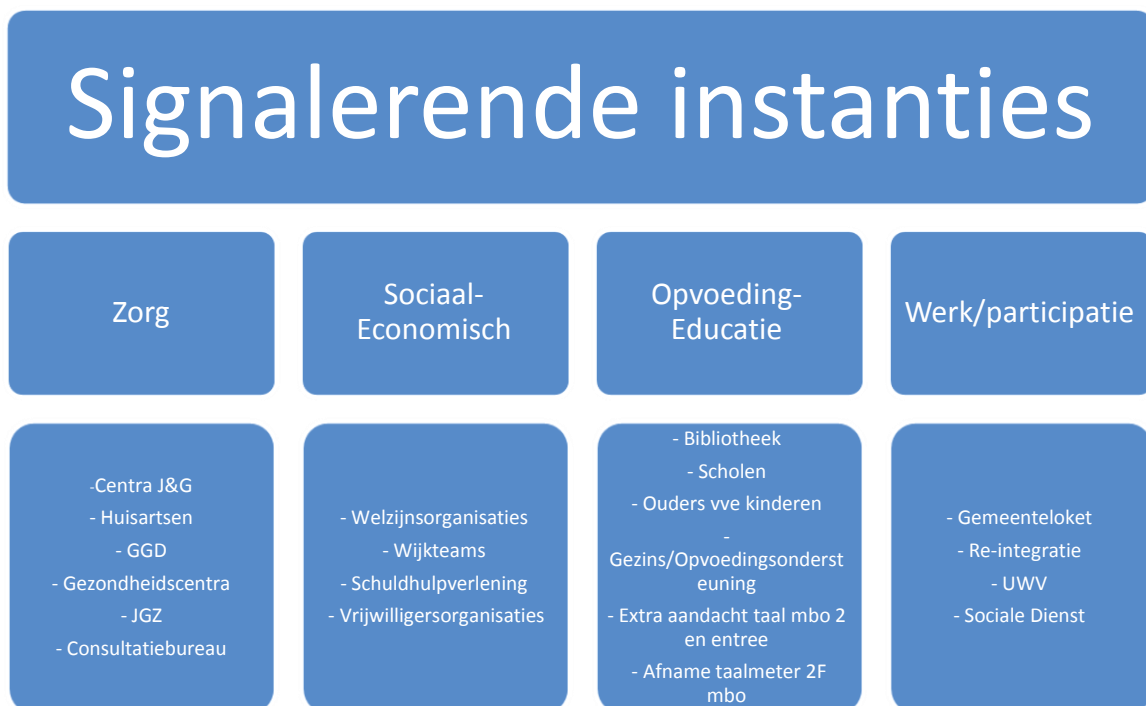 Signalerende instanties
Zorg
Sociaal-
Economisch
Opvoeding-
Educatie
Werk/participatie
-Centra J&G
- Huisartsen
- GGD
- Gezondheidscentra
- JGZ
- Consultatiebureau
- Welzijnsorganisaties
- Wijkteams
- Schuldhulpverlening
- Vrijwilligersorganisaties
- Bibliotheek
- Scholen
- Ouders vve kinderen
-
Gezins/Opvoedingsonderst
euning
- Extra aandacht taal mbo 2
en entree
- Afname taalmeter 2F
mbo
- Gemeenteloket
- Re-integratie
- UWV
- Sociale Dienst